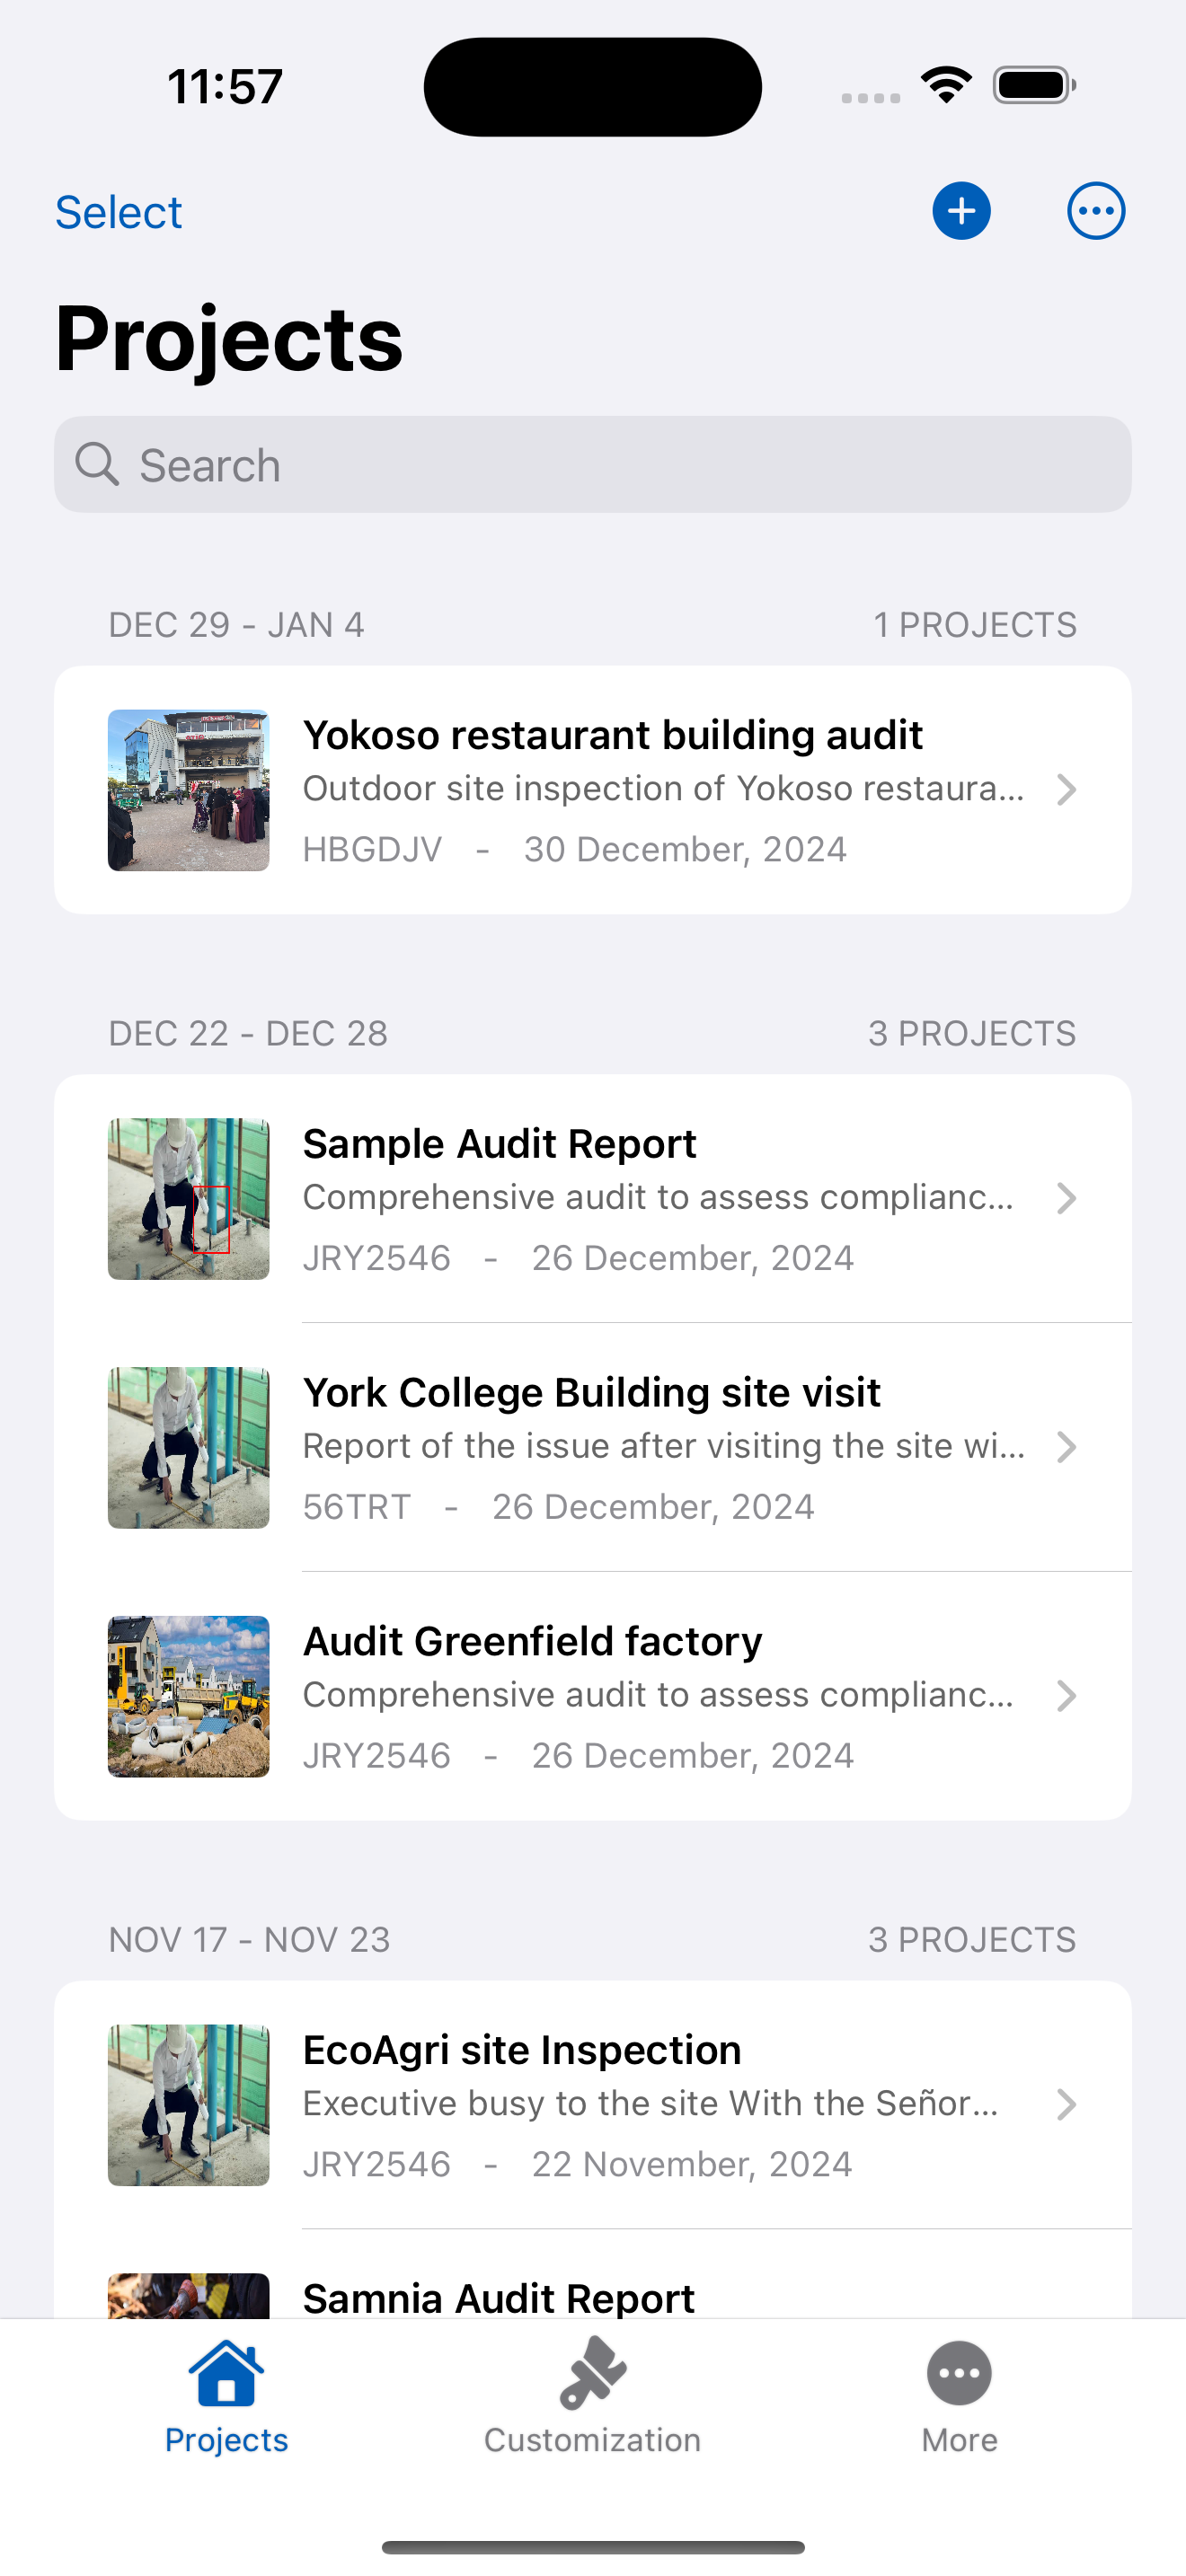 11:57
Select
Projects
Search
DEC 29 - JAN 4 1 PROJECTS
Yokoso restaurant building audit
Outdoor site inspection of Yokoso restaura...
HBGDJV - 30 December, 2024
DEC 22 - DEC 28 3 PROJECTS
Sample Audit Report
Comprehensive audit to assess complianc...
JRY2546 - 26 December, 2024
York College Building site visit
Report of the issue after visiting the site wi...
56TRT - 26 December, 2024
Audit Greenfield factory
Comprehensive audit to assess complianc...
JRY2546 - 26 December, 2024
NOV 17 - NOV 23 3 PROJECTS
EcoAgri site Inspection
Executive busy to the site With the Señor...
JRY2546 - 22 November, 2024
Samnia Audit Report
Projects Customization More